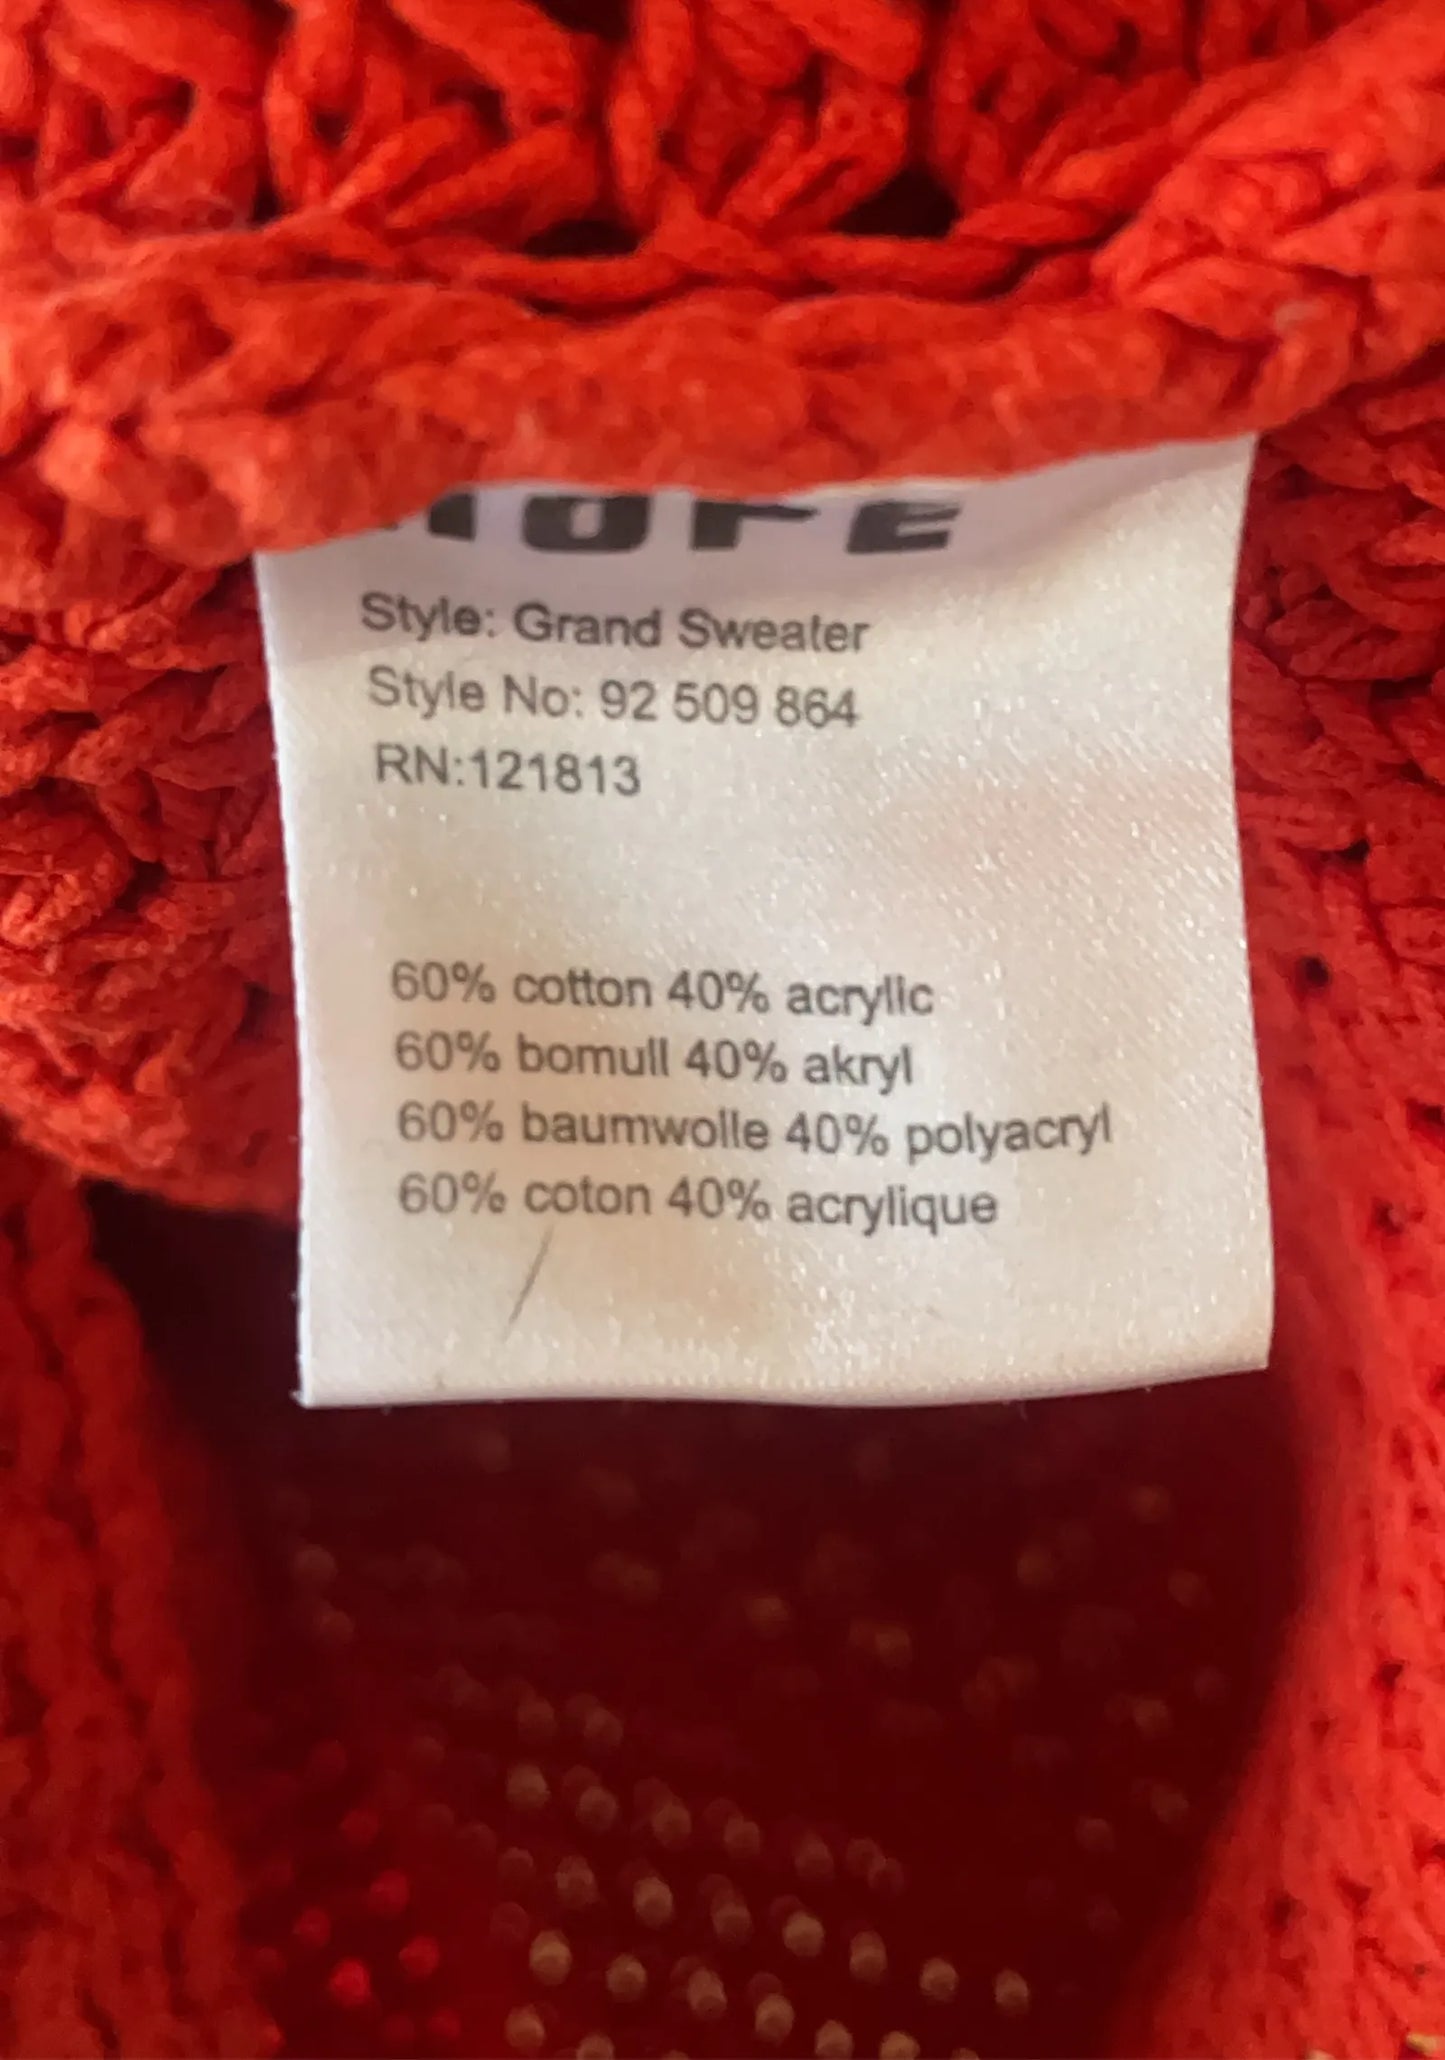 Style: Grand Sweater
Style No: 92 509 864
RN:121813
60% cotton 40% acrylic
60% bomull 40% akryl
60% baumwolle 40% polyacryl
60% coton 40% acrylique